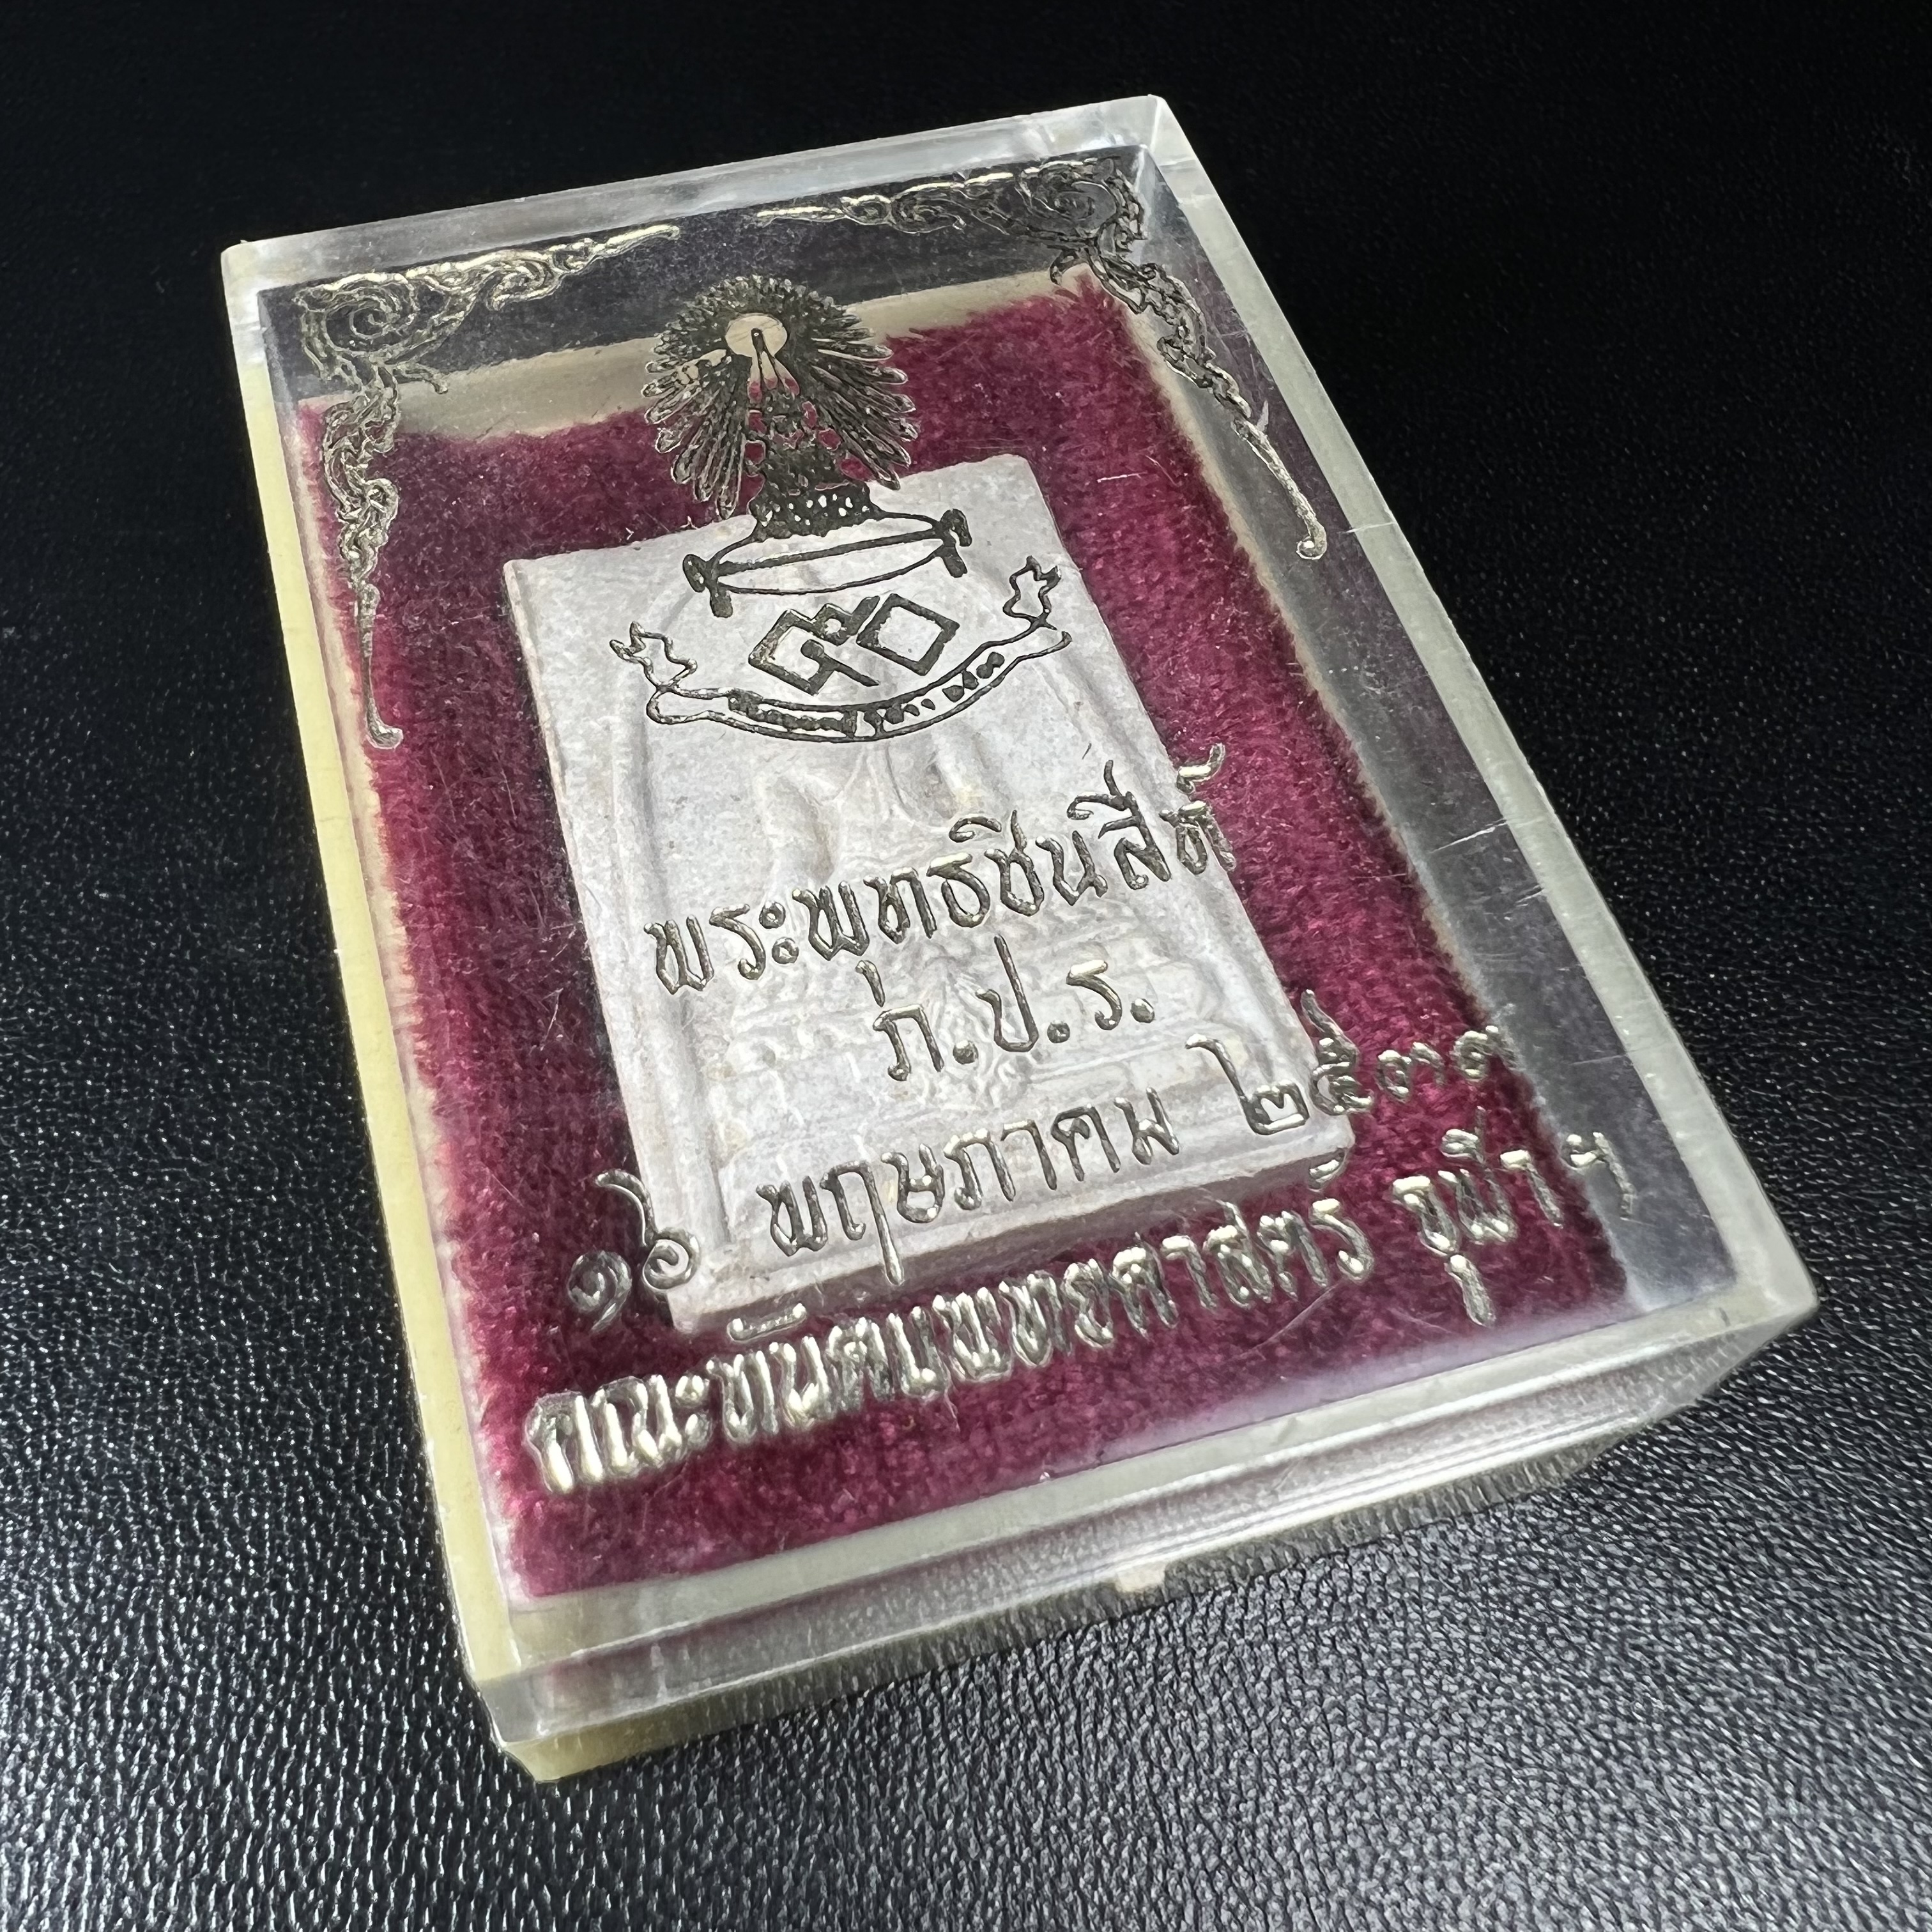 ๕๐
พระพุทธชินสีห์
ภ.ป.ร.
๑๖ พฤษภาคม ๒๕๓๓
คณะทันตแพทยศาสตร์ จุฬาฯ